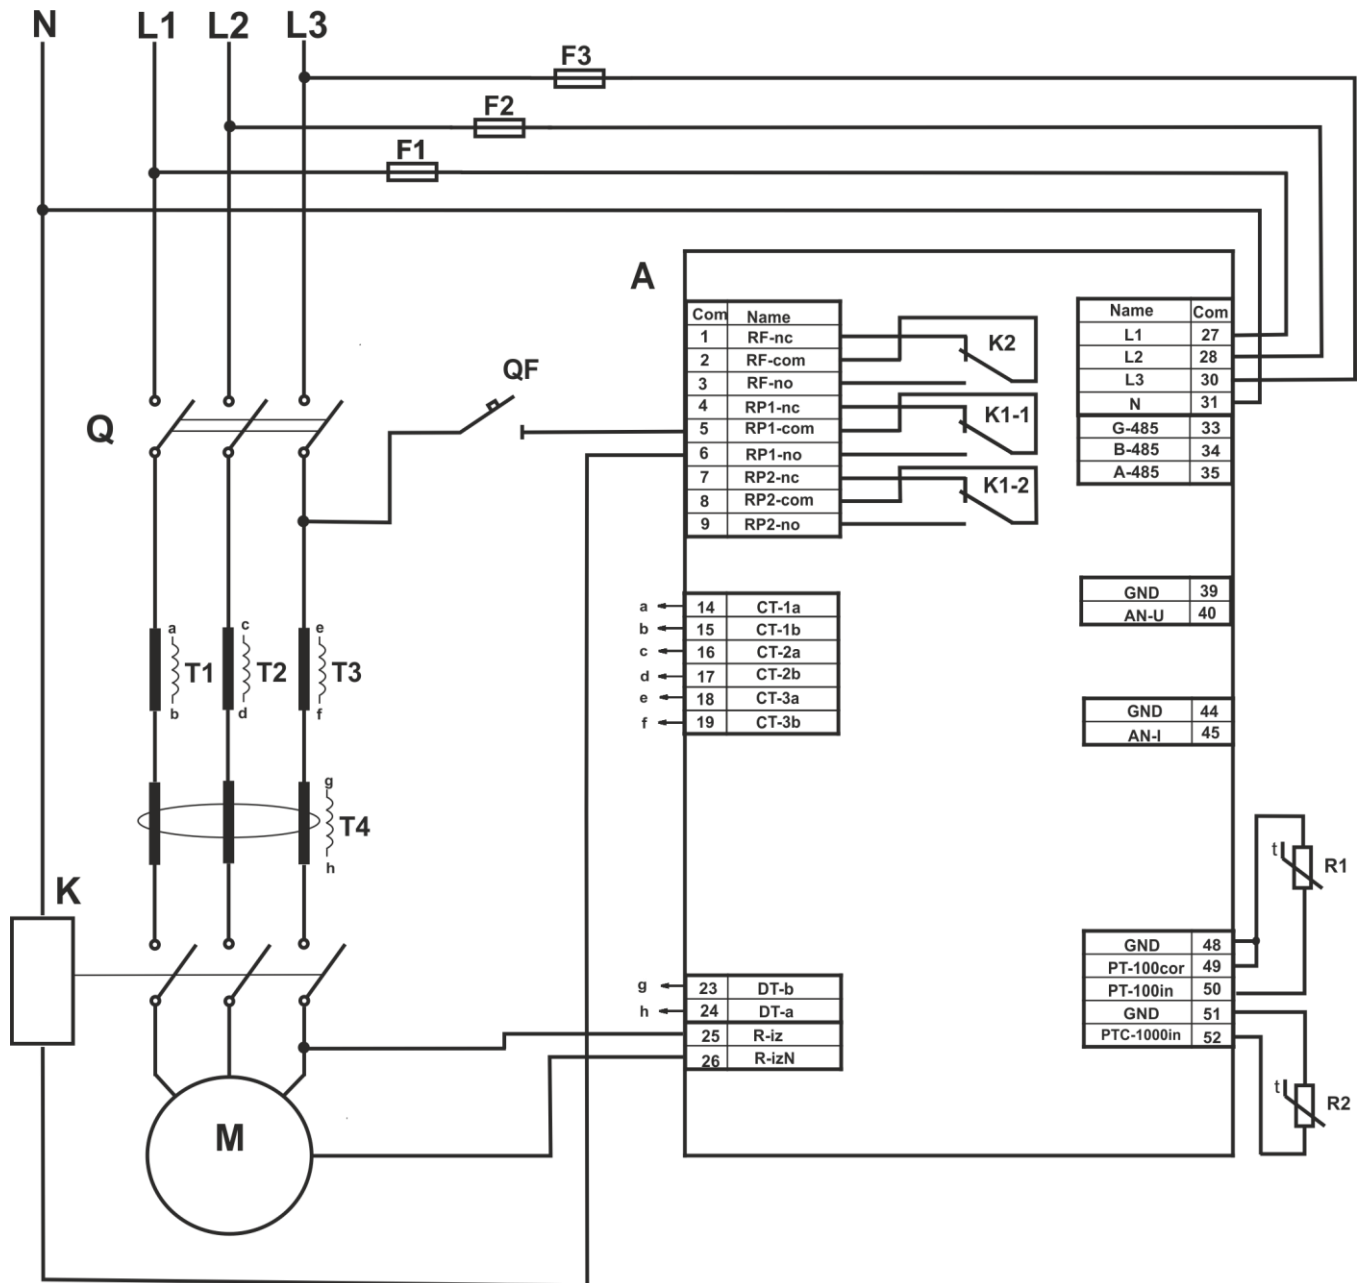 N L1 L2 L3
F3
F2
F1
A
Com Name
1 RF-nc
2 RF-com
3 RF-no
4 RP1-nc
5 RP1-com
6 RP1-no
7 RP2-nc
8 RP2-com
9 RP2-no
K2
K1-1
K1-2
Name Com
L1 27
L2 28
L3 30
N 31
G-485 33
B-485 34
A-485 35
QF
Q
GND 39
AN-U 40
a 14 CT-1a
b 15 CT-1b
c 16 CT-2a
d 17 CT-2b
e 18 CT-3a
f 19 CT-3b
a c e
T1 T2 T3
b d f
GND 44
AN-I 45
g
T4
h
t R1
K
GND 48
PT-100cor 49
PT-100in 50
GND 51
PTC-1000in 52
g 23 DT-b
h 24 DT-a
25 R-iz
26 R-izN
t R2
M